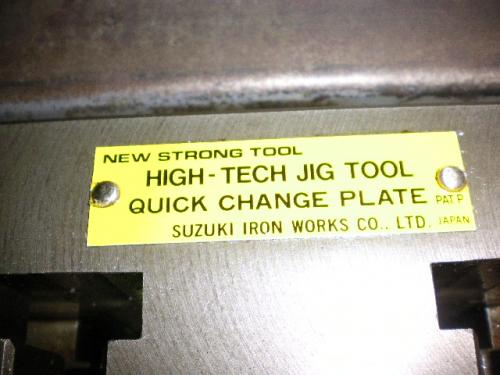 NEW STRONG TOOL
HIGH-TECH JIG TOOL
QUICK CHANGE PLATE PAT P
SUZUKI IRON WORKS CO., LTD. JAPAN